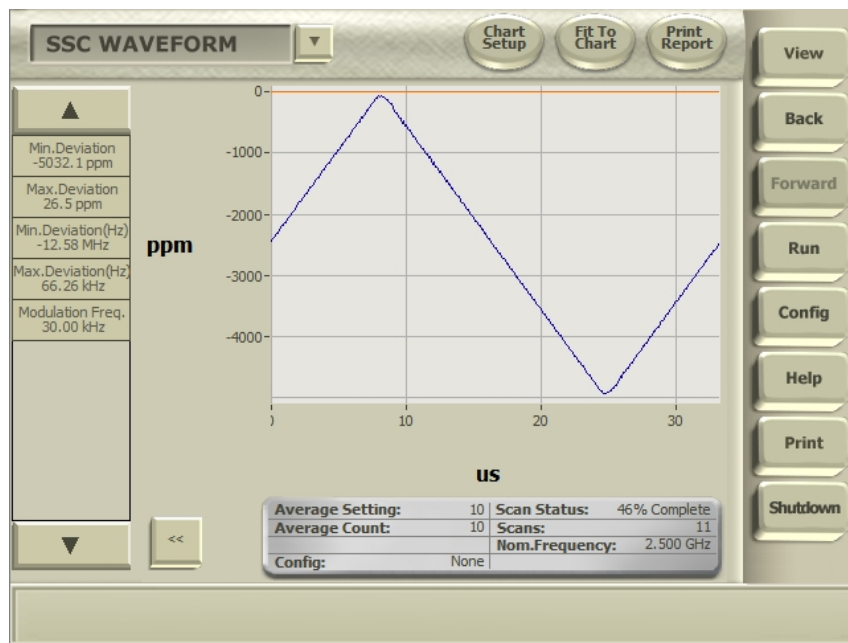 SSC WAVEFORM
Chart Setup
Fit To Chart
Print Report
View
Back
Forward
Run
Config
Help
Print
Shutdown
Min.Deviation
-5032.1 ppm
Max.Deviation
26.5 ppm
Min.Deviation(Hz)
-12.58 MHz
Max.Deviation(Hz)
66.26 kHz
Modulation Freq.
30.00 kHz
<<
ppm
0
-1000
-2000
-3000
-4000
0 10 20 30
us
Average Setting: 10 Scan Status: 46% Complete
Average Count: 10 Scans: 11
Nom.Frequency: 2.500 GHz
Config: None